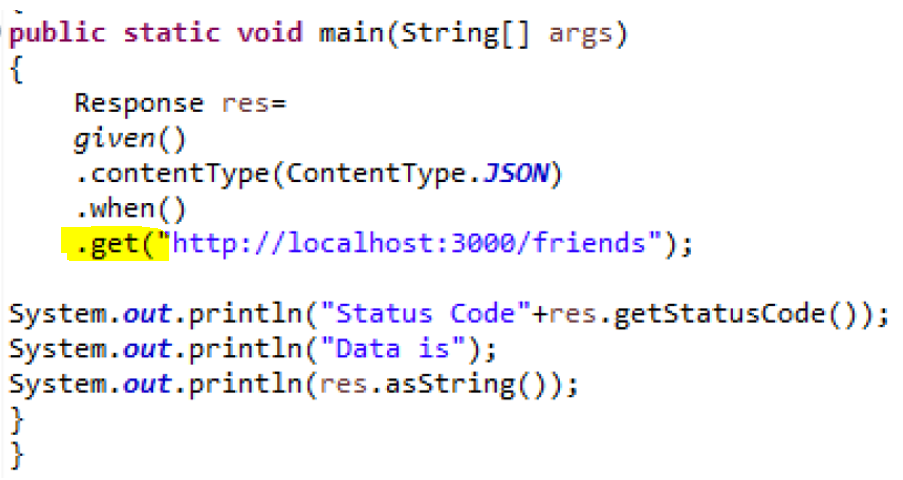 public static void main(String[] args)
{
Response res=
given()
.contentType(ContentType.JSON)
.when()
.get("http://localhost:3000/friends");
System.out.println("Status Code"+res.getStatusCode());
System.out.println("Data is");
System.out.println(res.asString());
}
}